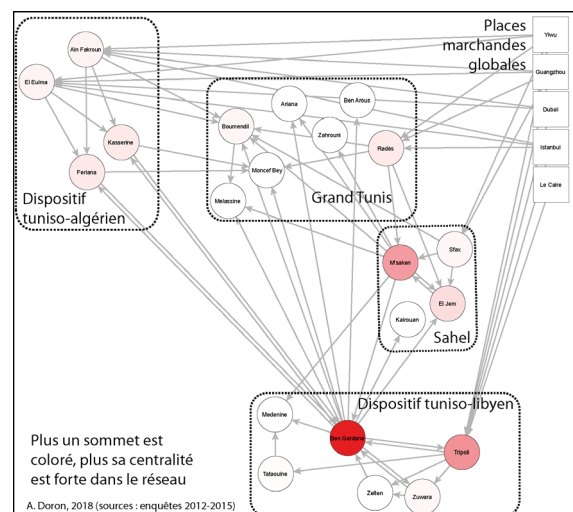 Places
marchandes
globales
Yiwu
Guangzhou
Dubaï
Istanbul
Le Caire
Ain Fakroun
El Eulma
Kasserine
Feriana
Dispositif
tuniso-algérien
Ariana
Ben Arous
Boumendil
Zahrouni
Radès
Moncef Bey
Melassine
Grand Tunis
M'saken
Sfax
El Jem
Kairouan
Sahel
Dispositif tuniso-libyen
Medenine
Ben Gardane
Tripoli
Tataouine
Zelten
Zuwara
Plus un sommet est
coloré, plus sa centralité
est forte dans le réseau
A. Doron, 2018 (sources : enquêtes 2012-2015)